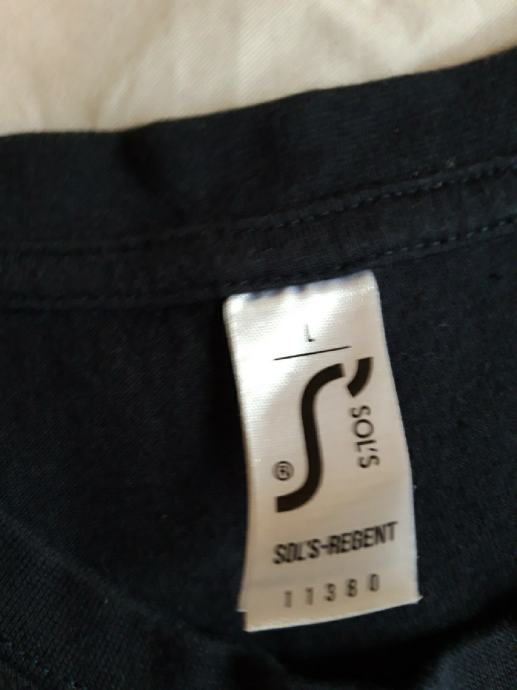 L
SOL'S
®
SOL'S-REGENT
11380